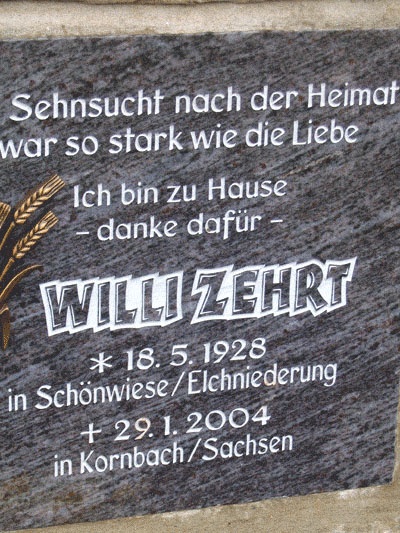 Sehnsucht nach der Heimat
war so stark wie die Liebe
Ich bin zu Hause
– danke dafür –
WILLI ZEHRT
* 18. 5. 1928
in Schönwiese/Elchniederung
+ 29. 1. 2004
in Kornbach/Sachsen